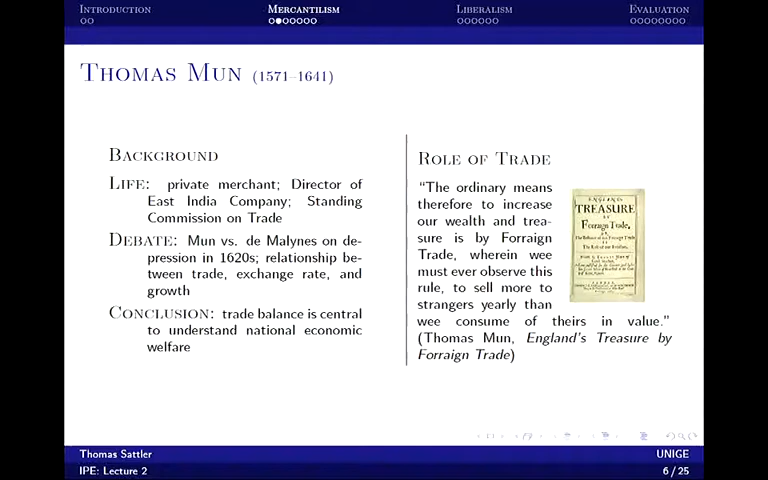 Introduction
Mercantilism
Liberalism
Evaluation
Thomas Mun (1571–1641)
Background
Life: private merchant; Director of
East India Company; Standing
Commission on Trade
Debate: Mun vs. de Malynes on de-
pression in 1620s; relationship be-
tween trade, exchange rate, and
growth
Conclusion: trade balance is central
to understand national economic
welfare
Role of Trade
“The ordinary means
therefore to increase
our wealth and trea-
sure is by Forraign
Trade, wherein wee
must ever observe this
rule, to sell more to
strangers yearly than
wee consume of theirs in value.”
(Thomas Mun, England's Treasure by
Forraign Trade)
ENGLANDS
TREASURE
BY
Forraign Trade.
Thomas Sattler
UNIGE
IPE: Lecture 2
6 / 25